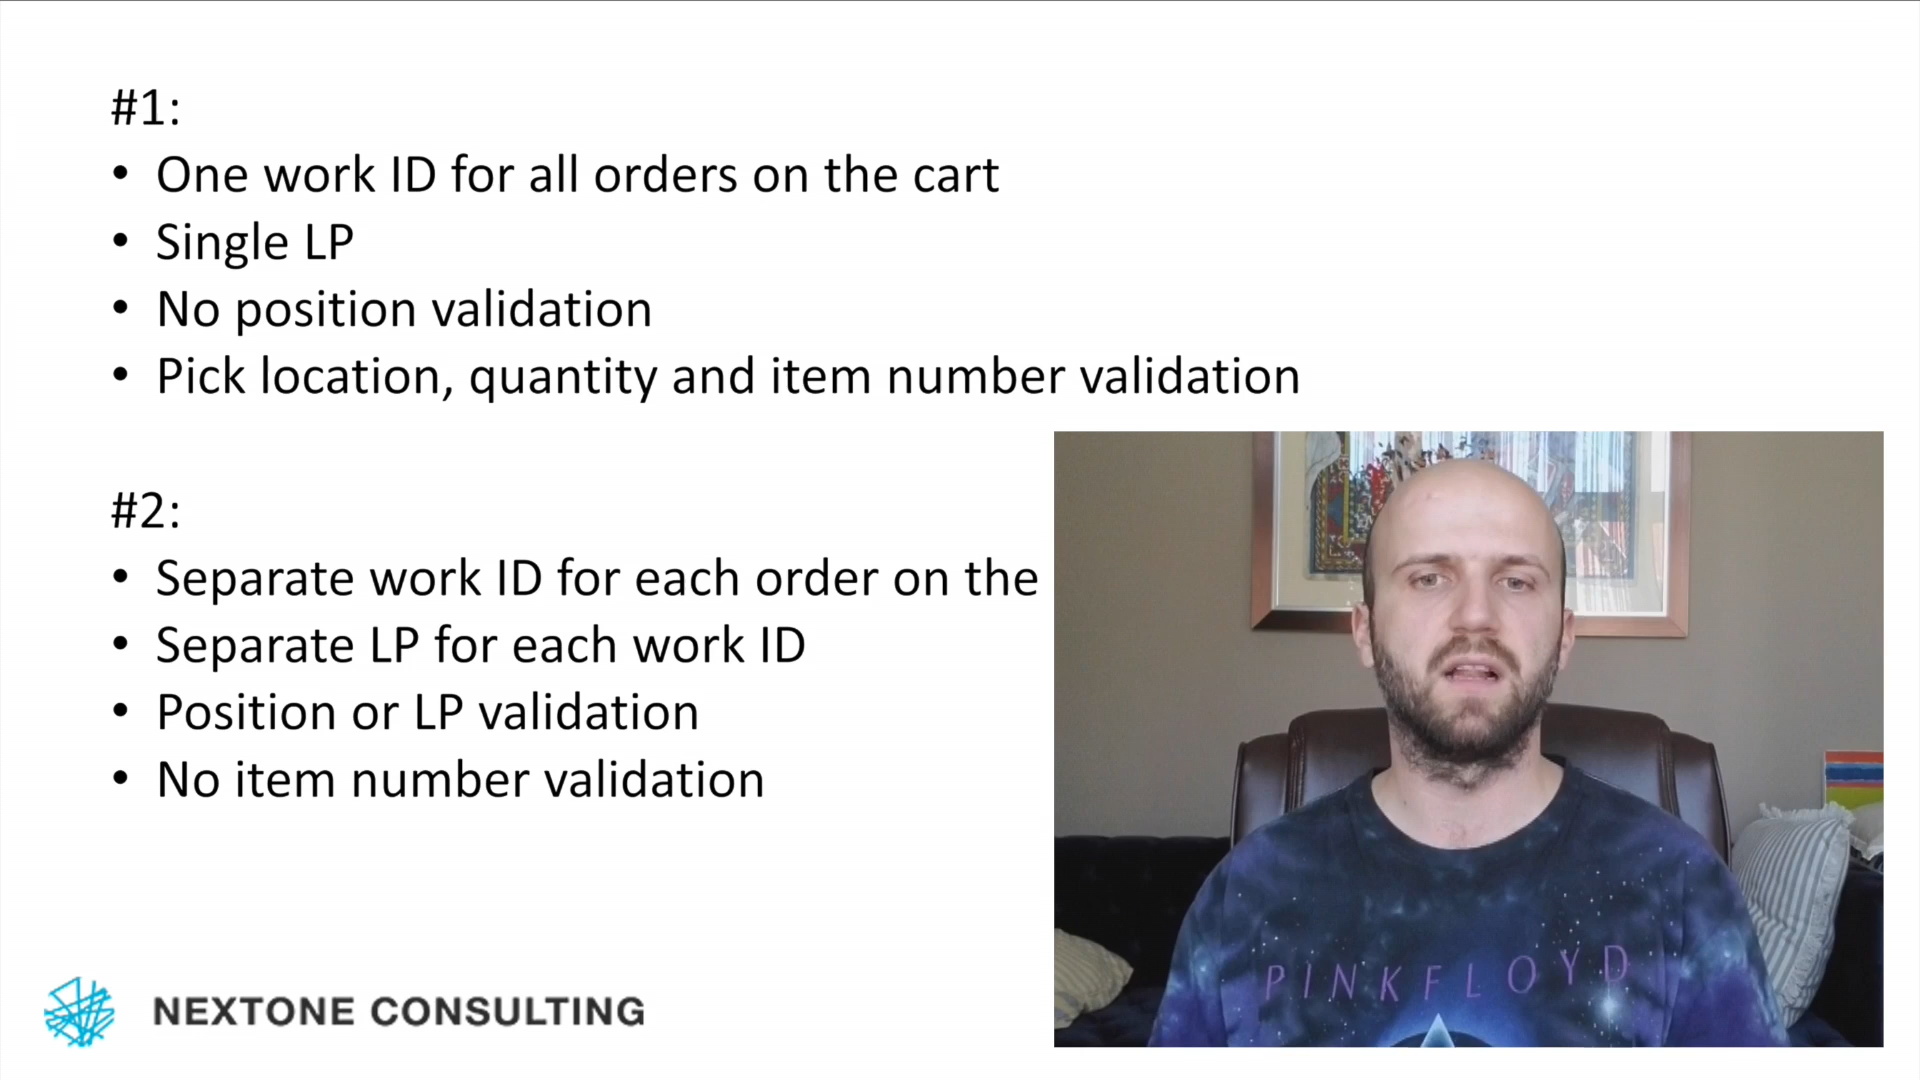 #1:
• One work ID for all orders on the cart
• Single LP
• No position validation
• Pick location, quantity and item number validation
#2:
• Separate work ID for each order on the
• Separate LP for each work ID
• Position or LP validation
• No item number validation
PINK FLOYD
NEXTONE CONSULTING